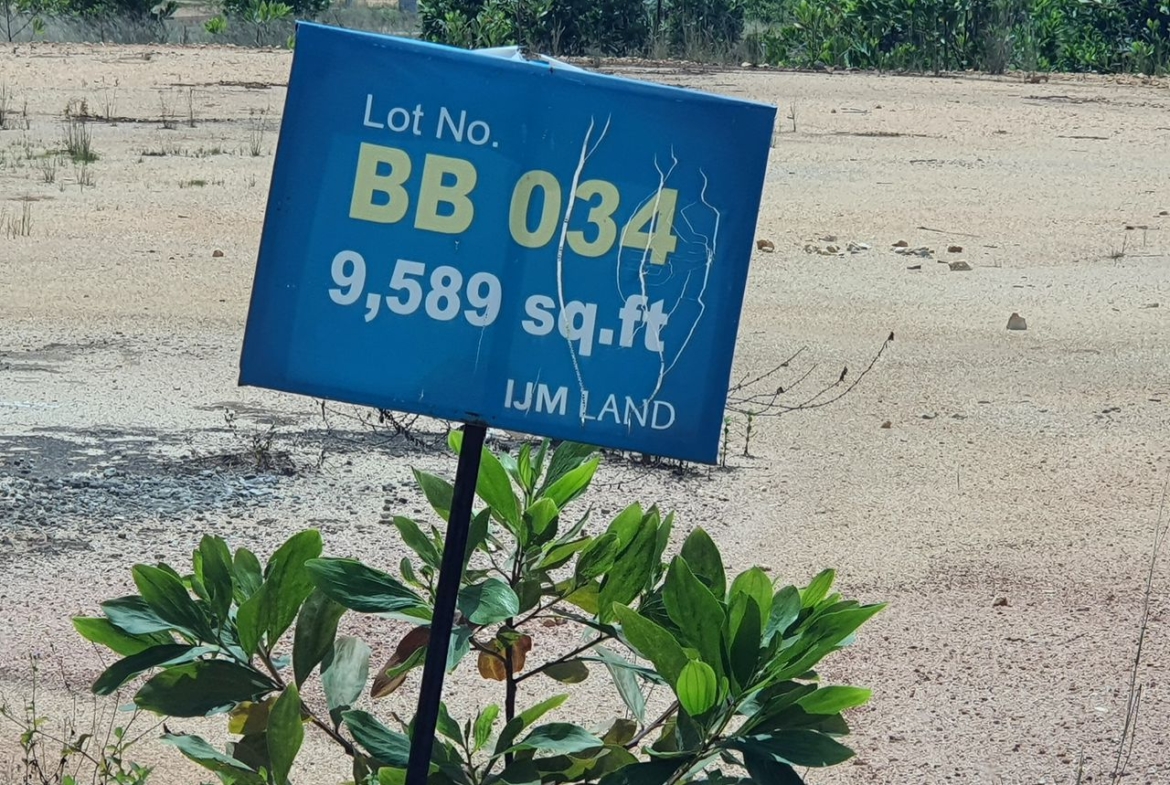 Lot No.
BB 034
9,589 sq.ft
IJM LAND